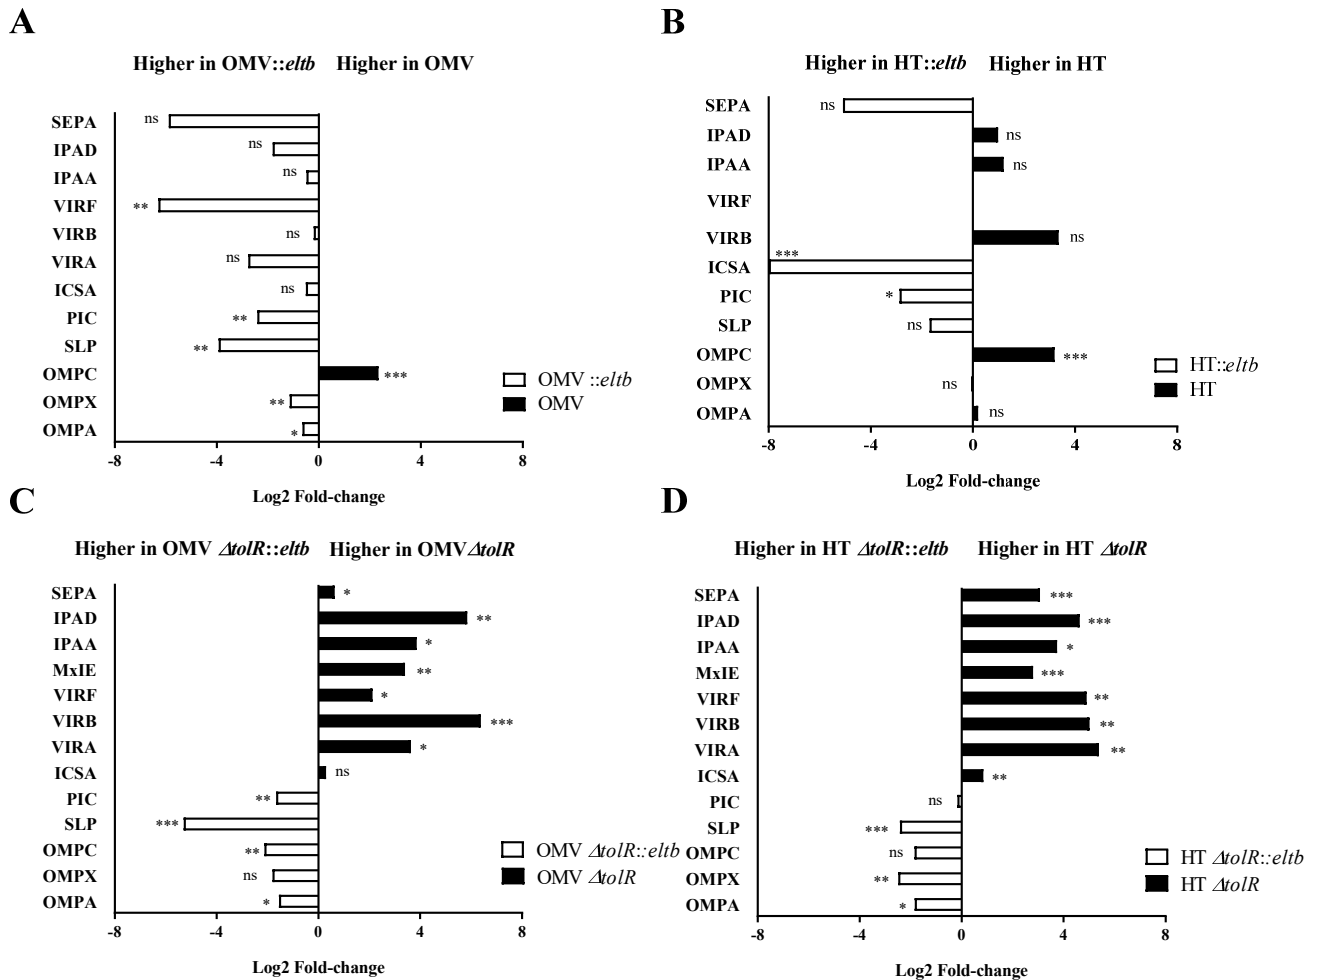 A
Higher in OMV::eltb Higher in OMV
SEPA ns
IPAD ns
IPAA ns
VIRF **
VIRB ns
VIRA ns
ICSA ns
PIC **
SLP **
OMPC ***
OMPX **
OMPA *
-8 -4 0 4 8
Log2 Fold-change
OMV ::eltb
OMV
B
Higher in HT::eltb Higher in HT
SEPA ns
IPAD ns
IPAA ns
VIRF
VIRB ns
ICSA ***
PIC *
SLP ns
OMPC ***
OMPX ns
OMPA ns
-8 -4 0 4 8
Log2 Fold-change
HT::eltb
HT
C
Higher in OMV ΔtolR::eltb Higher in OMVΔtolR
SEPA *
IPAD **
IPAA *
MxIE **
VIRF *
VIRB ***
VIRA *
ICSA ns
PIC **
SLP ***
OMPC **
OMPX ns
OMPA *
-8 -4 0 4 8
Log2 Fold-change
OMV ΔtolR::eltb
OMV ΔtolR
D
Higher in HT ΔtolR::eltb Higher in HT ΔtolR
SEPA ***
IPAD ***
IPAA *
MxIE ***
VIRF **
VIRB **
VIRA **
ICSA **
PIC ns
SLP ***
OMPC ns
OMPX **
OMPA *
-8 -4 0 4 8
Log2 Fold-change
HT ΔtolR::eltb
HT ΔtolR